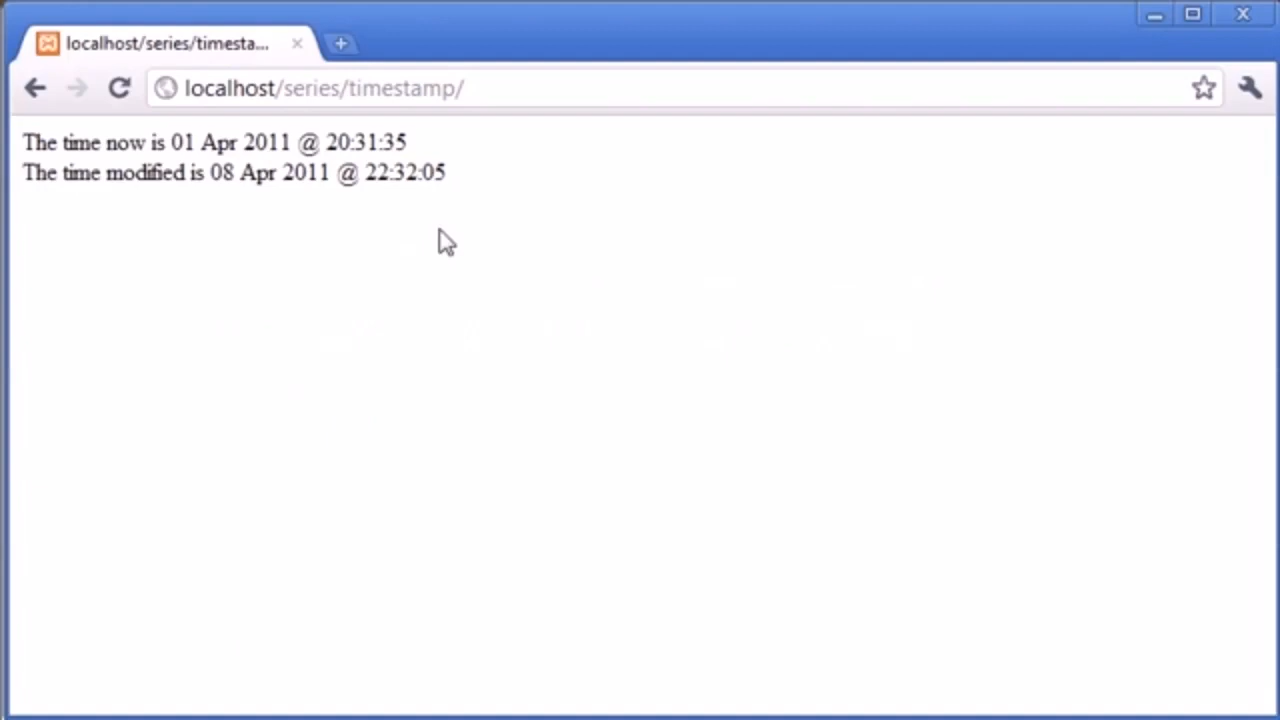 localhost/series/timesta...
localhost/series/timestamp/
The time now is 01 Apr 2011 @ 20:31:35
The time modified is 08 Apr 2011 @ 22:32:05